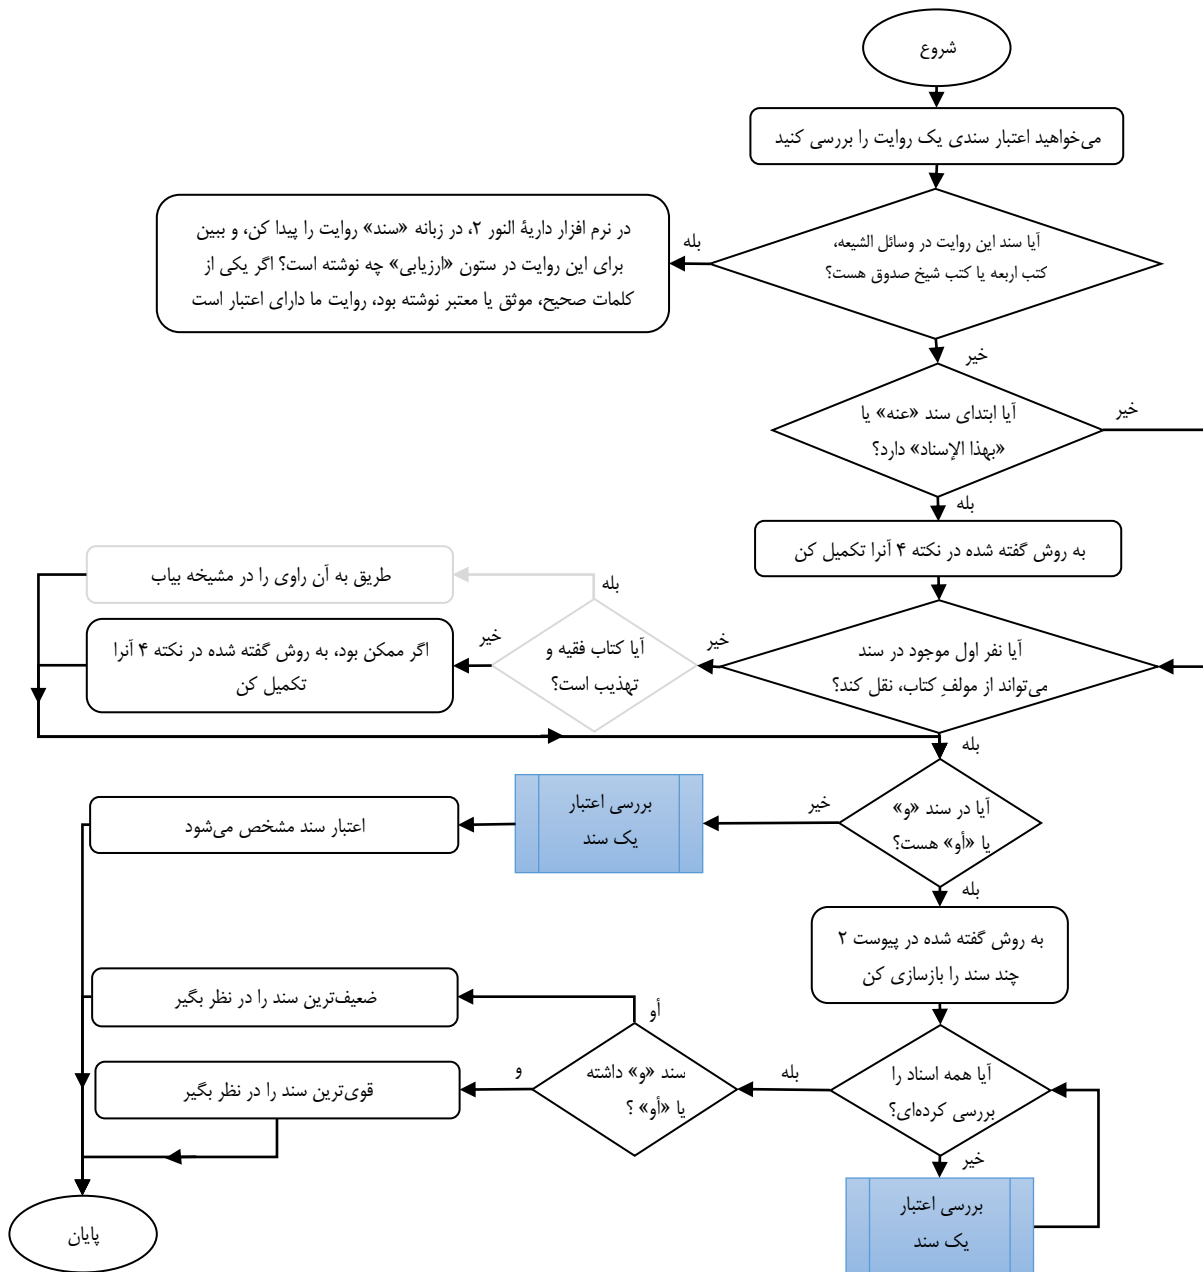 شروع
می‌خواهید اعتبار سندی یک روایت را بررسی کنید
آیا سند این روایت در وسائل الشیعه،
کتب اربعه یا کتب شیخ صدوق هست؟
بله
در نرم افزار درایۀ النور ۲، در زبانه «سند» روایت را پیدا کن، و ببین
برای این روایت در ستون «ارزیابی» چه نوشته است؟ اگر یکی از
کلمات صحیح، موثق یا معتبر نوشته بود، روایت ما دارای اعتبار است
خیر
آیا ابتدای سند «عنه» یا
«بهذا الإسناد» دارد؟
خیر
بله
به روش گفته شده در نکته ۴ آنرا تکمیل کن
آیا نفر اول موجود در سند
می‌تواند از مولفِ کتاب، نقل کند؟
خیر
آیا کتاب فقیه و
تهذیب است؟
بله
طریق به آن راوی را در مشیخه بیاب
خیر
اگر ممکن بود، به روش گفته شده در نکته ۴ آنرا
تکمیل کن
بله
آیا در سند «و»
یا «أو» هست؟
خیر
بررسی اعتبار
یک سند
اعتبار سند مشخص می‌شود
بله
به روش گفته شده در پیوست ۲
چند سند را بازسازی کن
آیا همه اسناد را
بررسی کرده‌ای؟
بله
سند «و» داشته
یا «أو» ؟
أو
ضعیف‌ترین سند را در نظر بگیر
و
قوی‌ترین سند را در نظر بگیر
خیر
بررسی اعتبار
یک سند
پایان